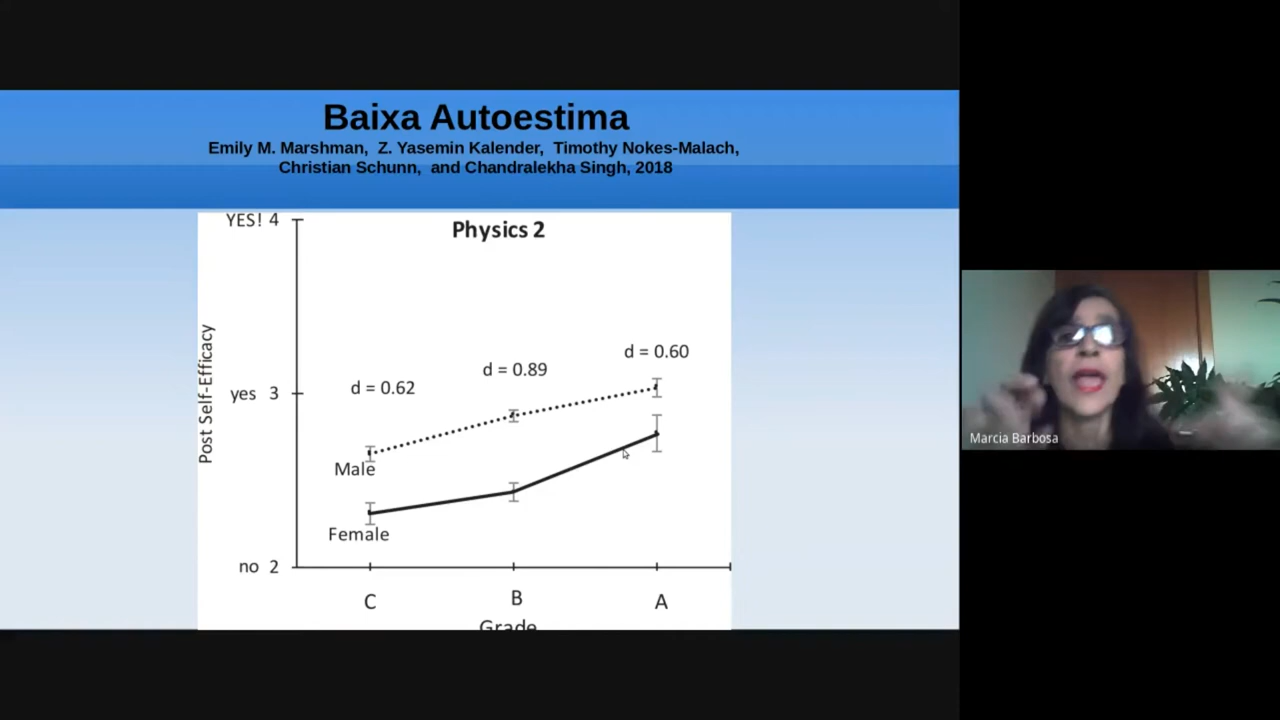 Baixa Autoestima
Emily M. Marshman, Z. Yasemin Kalender, Timothy Nokes-Malach,
Christian Schunn, and Chandralekha Singh, 2018
YES! 4
Physics 2
d = 0.60
d = 0.89
d = 0.62
yes 3
Post Self-Efficacy
Male
Female
no 2
C B A
Grade
Marcia Barbosa